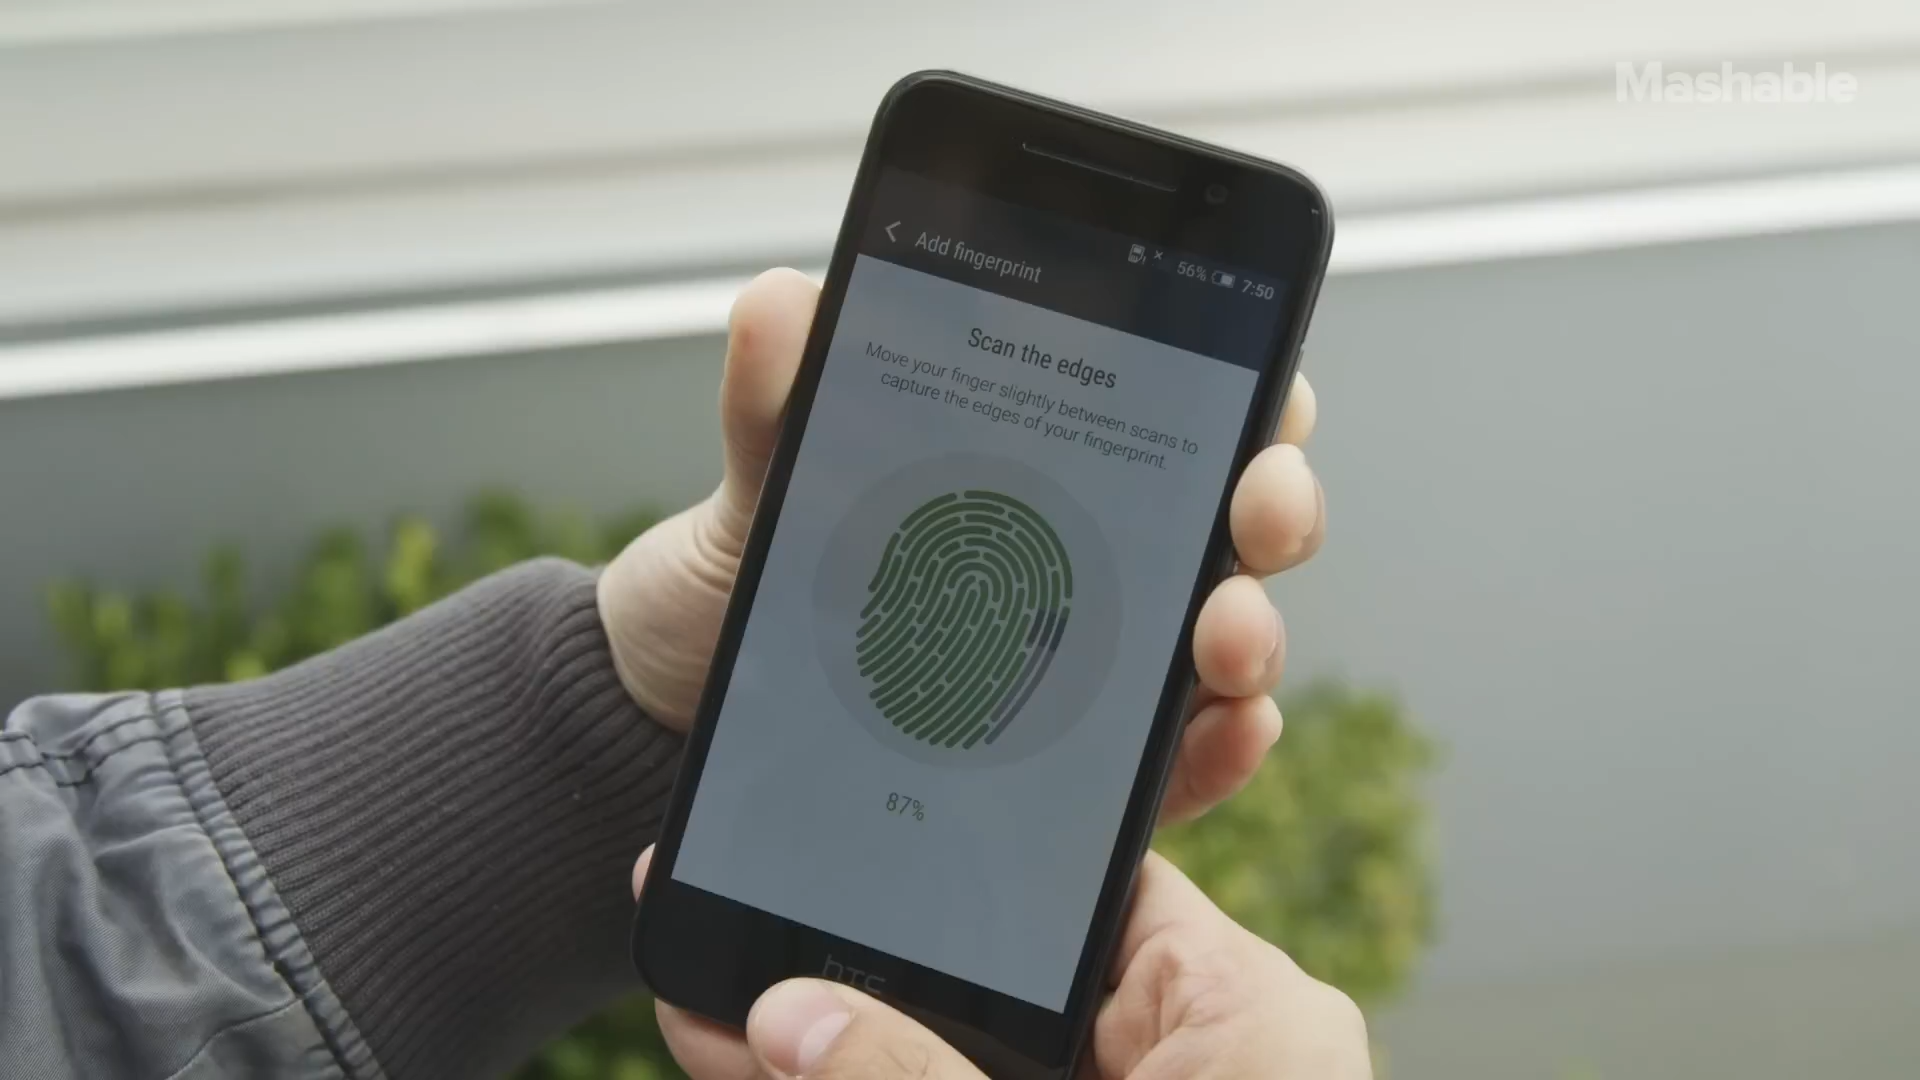 Mashable
Add fingerprint
56% 7:50
Scan the edges
Move your finger slightly between scans to
capture the edges of your fingerprint.
87%
hTC